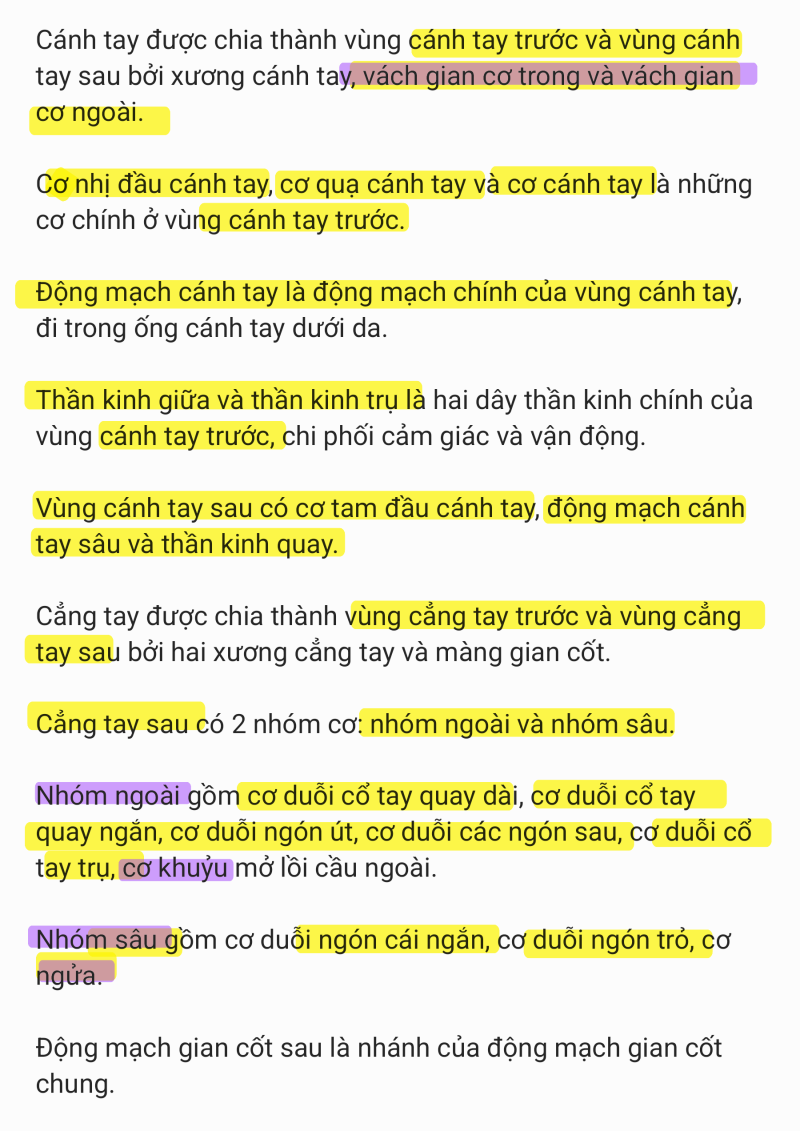 Cánh tay được chia thành vùng cánh tay trước và vùng cánh
tay sau bởi xương cánh tay, vách gian cơ trong và vách gian
cơ ngoài.
Cơ nhị đầu cánh tay, cơ quạ cánh tay và cơ cánh tay là những
cơ chính ở vùng cánh tay trước.
Động mạch cánh tay là động mạch chính của vùng cánh tay,
đi trong ống cánh tay dưới da.
Thần kinh giữa và thần kinh trụ là hai dây thần kinh chính của
vùng cánh tay trước, chi phối cảm giác và vận động.
Vùng cánh tay sau có cơ tam đầu cánh tay, động mạch cánh
tay sâu và thần kinh quay.
Cẳng tay được chia thành vùng cẳng tay trước và vùng cẳng
tay sau bởi hai xương cẳng tay và màng gian cốt.
Cẳng tay sau có 2 nhóm cơ: nhóm ngoài và nhóm sâu.
Nhóm ngoài gồm cơ duỗi cổ tay quay dài, cơ duỗi cổ tay
quay ngắn, cơ duỗi ngón út, cơ duỗi các ngón sau, cơ duỗi cổ
tay trụ, cơ khuỷu mở lồi cầu ngoài.
Nhóm sâu gồm cơ duỗi ngón cái ngắn, cơ duỗi ngón trỏ, cơ
ngửa.
Động mạch gian cốt sau là nhánh của động mạch gian cốt
chung.